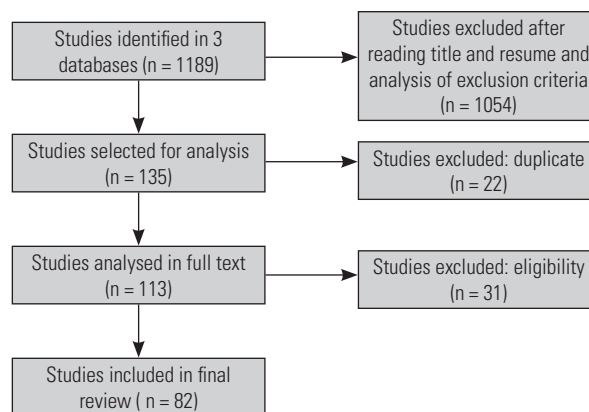 Studies identified in 3
databases (n = 1189)
Studies excluded after
reading title and resume and
analysis of exclusion criteria
(n = 1054)
Studies selected for analysis
(n = 135)
Studies excluded: duplicate
(n = 22)
Studies analysed in full text
(n = 113)
Studies excluded: eligibility
(n = 31)
Studies included in final
review ( n = 82)